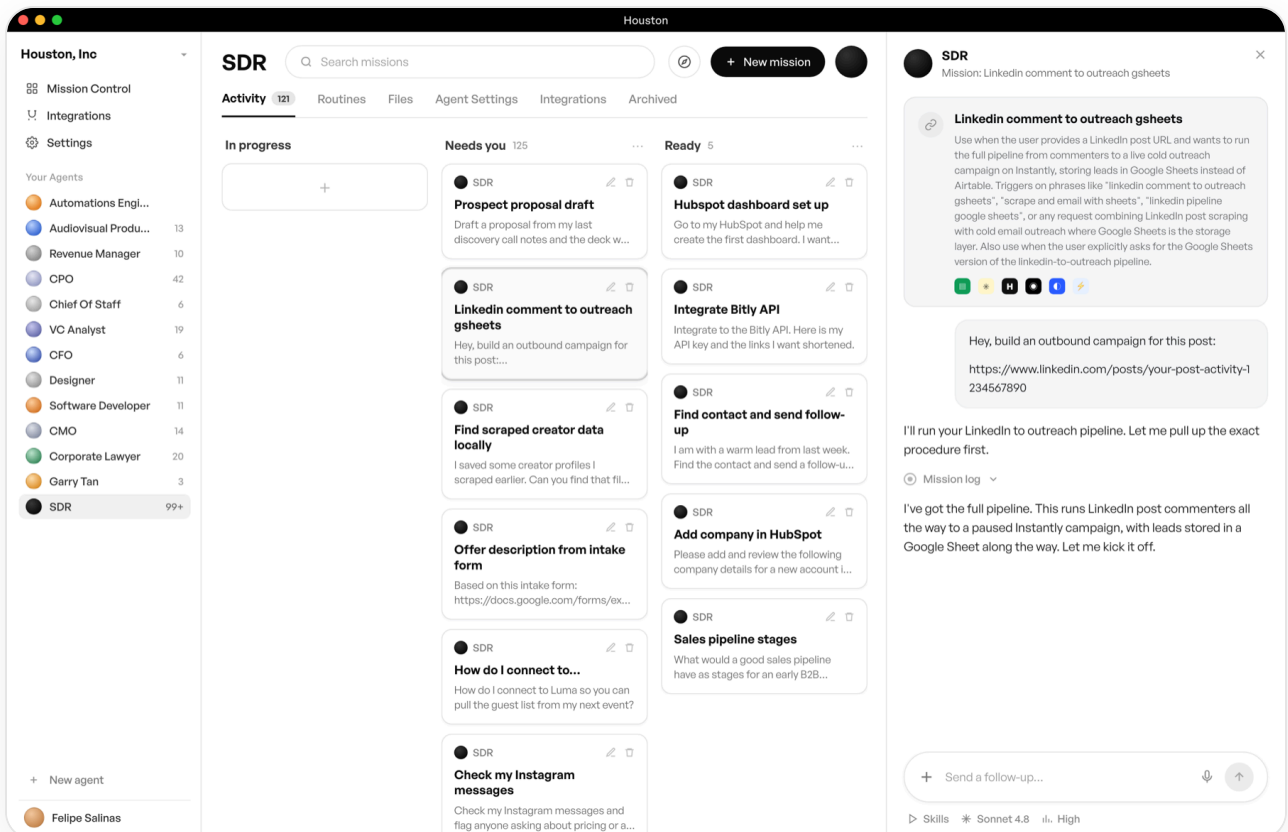 Houston
Houston, Inc
Mission Control
Integrations
Settings
Your Agents
Automations Engi...
Audiovisual Produ... 13
Revenue Manager 10
CPO 42
Chief Of Staff 6
VC Analyst 19
CFO 6
Designer 11
Software Developer 11
CMO 14
Corporate Lawyer 20
Garry Tan 3
SDR 99+
+ New agent
Felipe Salinas
SDR
Search missions
+ New mission
Activity 121
Routines
Files
Agent Settings
Integrations
Archived
In progress
+
Needs you 125
...
SDR
Prospect proposal draft
Draft a proposal from my last
discovery call notes and the deck w...
SDR
Linkedin comment to outreach
gsheets
Hey, build an outbound campaign for
this post:...
SDR
Find scraped creator data
locally
I saved some creator profiles I
scraped earlier. Can you find that fil...
SDR
Offer description from intake
form
Based on this intake form:
https://docs.google.com/forms/ex...
SDR
How do I connect to...
How do I connect to Luma so you can
pull the guest list from my next event?
SDR
Check my Instagram
messages
Check my Instagram messages and
flag anyone asking about pricing or a...
Ready 5
...
SDR
Hubspot dashboard set up
Go to my HubSpot and help me
create the first dashboard. I want...
SDR
Integrate Bitly API
Integrate to the Bitly API. Here is my
API key and the links I want shortened.
SDR
Find contact and send follow-
up
I am with a warm lead from last week.
Find the contact and send a follow-u...
SDR
Add company in HubSpot
Please add and review the following
company details for a new account i...
SDR
Sales pipeline stages
What would a good sales pipeline
have as stages for an early B2B...
SDR
Mission: Linkedin comment to outreach gsheets
Linkedin comment to outreach gsheets
Use when the user provides a LinkedIn post URL and wants to run
the full pipeline from commenters to a live cold outreach
campaign on Instantly, storing leads in Google Sheets instead of
Airtable. Triggers on phrases like "linkedin comment to outreach
gsheets", "scrape and email with sheets", "linkedin pipeline
google sheets", or any request combining LinkedIn post scraping
with cold email outreach where Google Sheets is the storage
layer. Also use when the user explicitly asks for the Google Sheets
version of the linkedin-to-outreach pipeline.
H
Hey, build an outbound campaign for this post:
https://www.linkedin.com/posts/your-post-activity-1
234567890
I'll run your LinkedIn to outreach pipeline. Let me pull up the exact
procedure first.
Mission log
I've got the full pipeline. This runs LinkedIn post commenters all
the way to a paused Instantly campaign, with leads stored in a
Google Sheet along the way. Let me kick it off.
+ Send a follow-up...
Skills
Sonnet 4.8
High